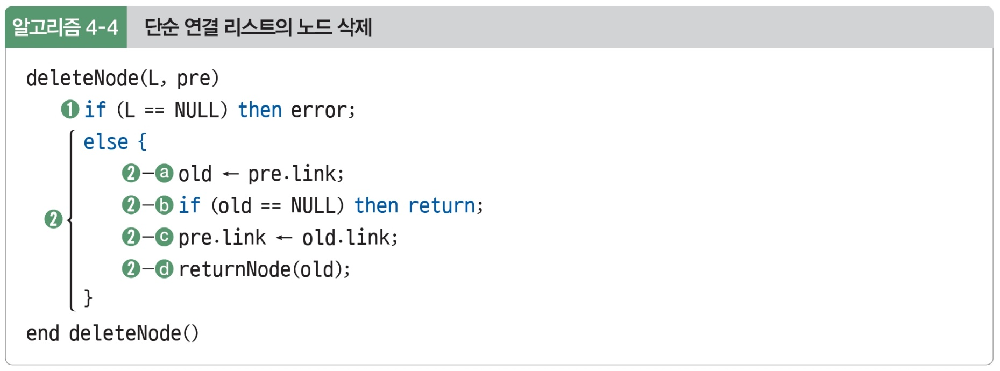 알고리즘 4-4 단순 연결 리스트의 노드 삭제
deleteNode(L, pre)
❶ if (L == NULL) then error;
else {
❷-ⓐ old ← pre.link;
❷-ⓑ if (old == NULL) then return;
❷
❷-ⓒ pre.link ← old.link;
❷-ⓓ returnNode(old);
}
end deleteNode()